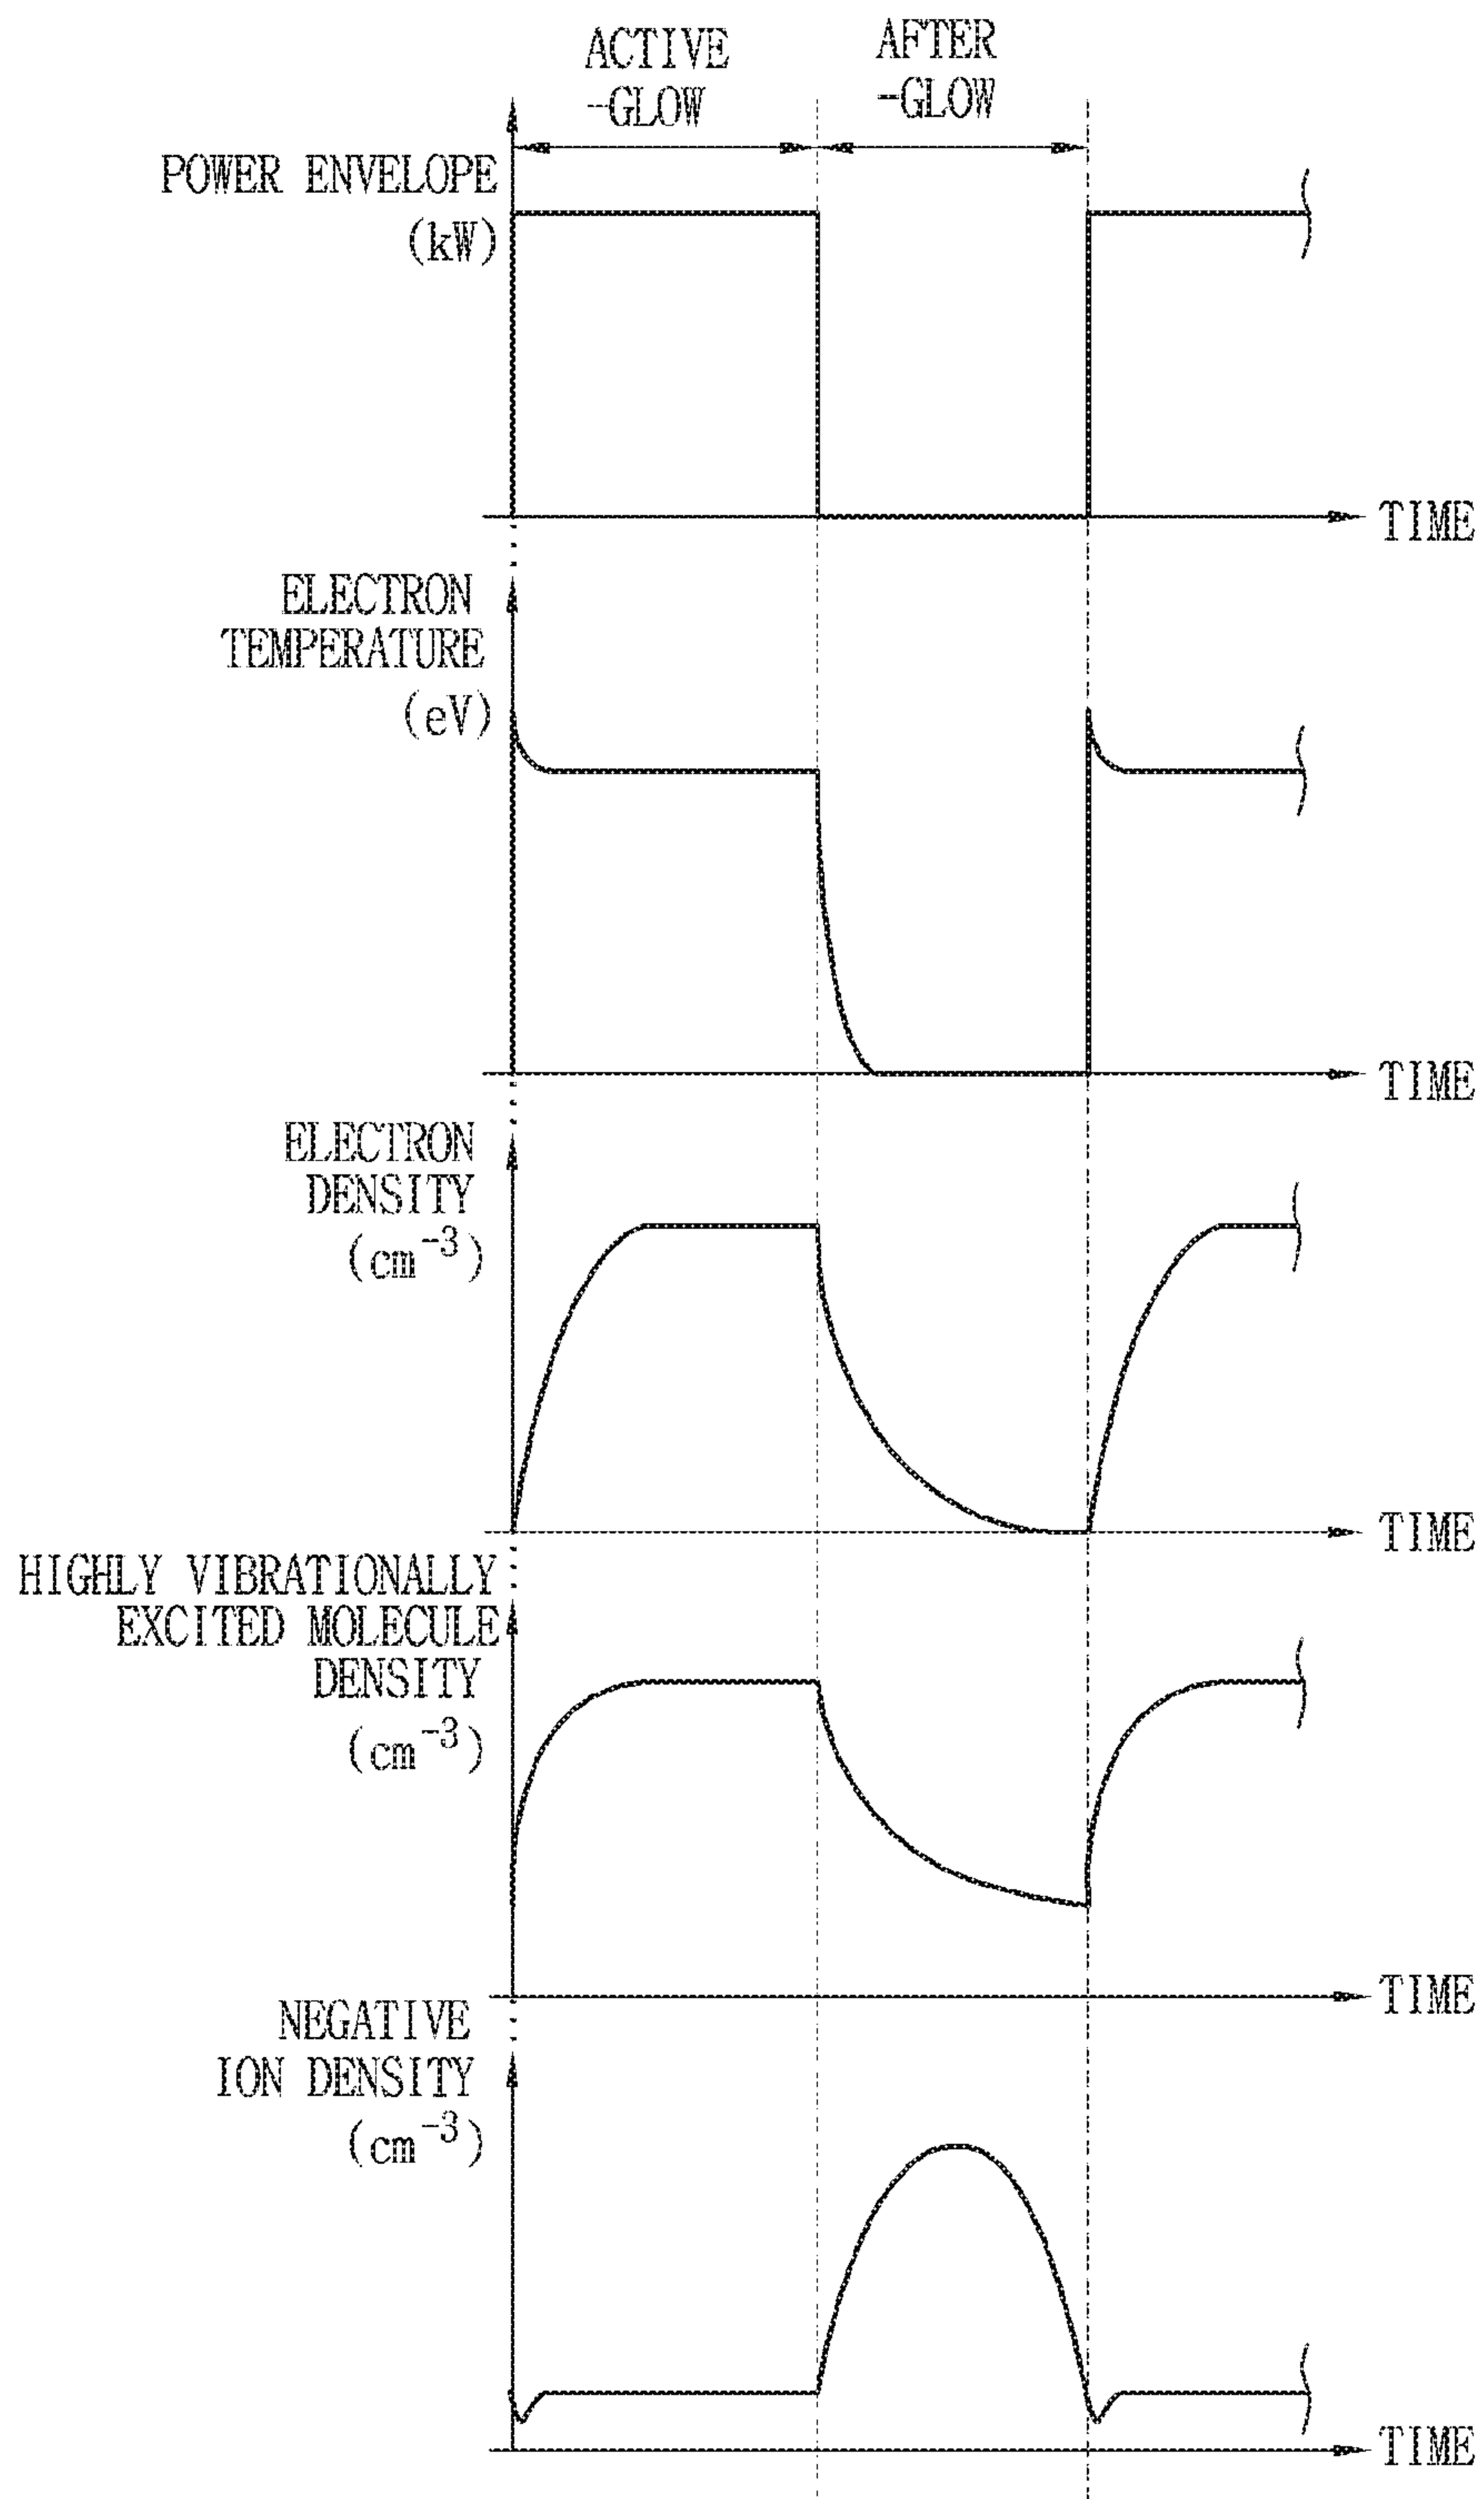 ACTIVE
-GLOW
AFTER
-GLOW
POWER ENVELOPE
(kW)
TIME
ELECTRON
TEMPERATURE
(eV)
TIME
ELECTRON
DENSITY
(cm⁻³)
TIME
HIGHLY VIBRATIONALLY
EXCITED MOLECULE
DENSITY
(cm⁻³)
TIME
NEGATIVE
ION DENSITY
(cm⁻³)
TIME